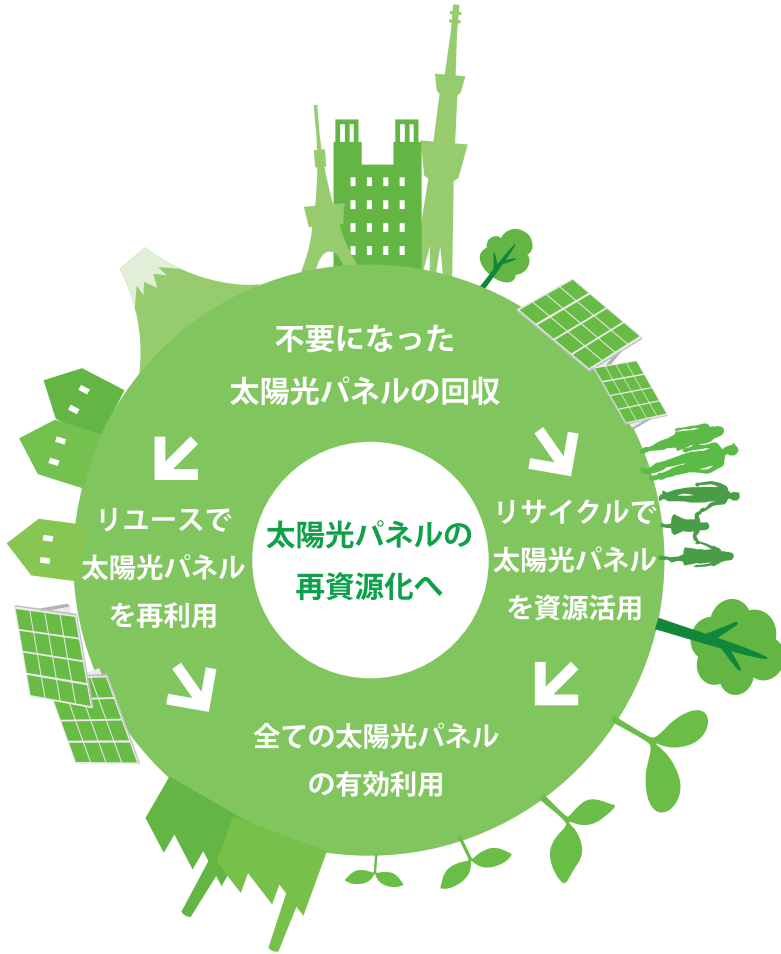 不要になった
太陽光パネルの回収
リユースで
太陽光パネル
を再利用
太陽光パネルの
再資源化へ
リサイクルで
太陽光パネル
を資源活用
全ての太陽光パネル
の有効利用